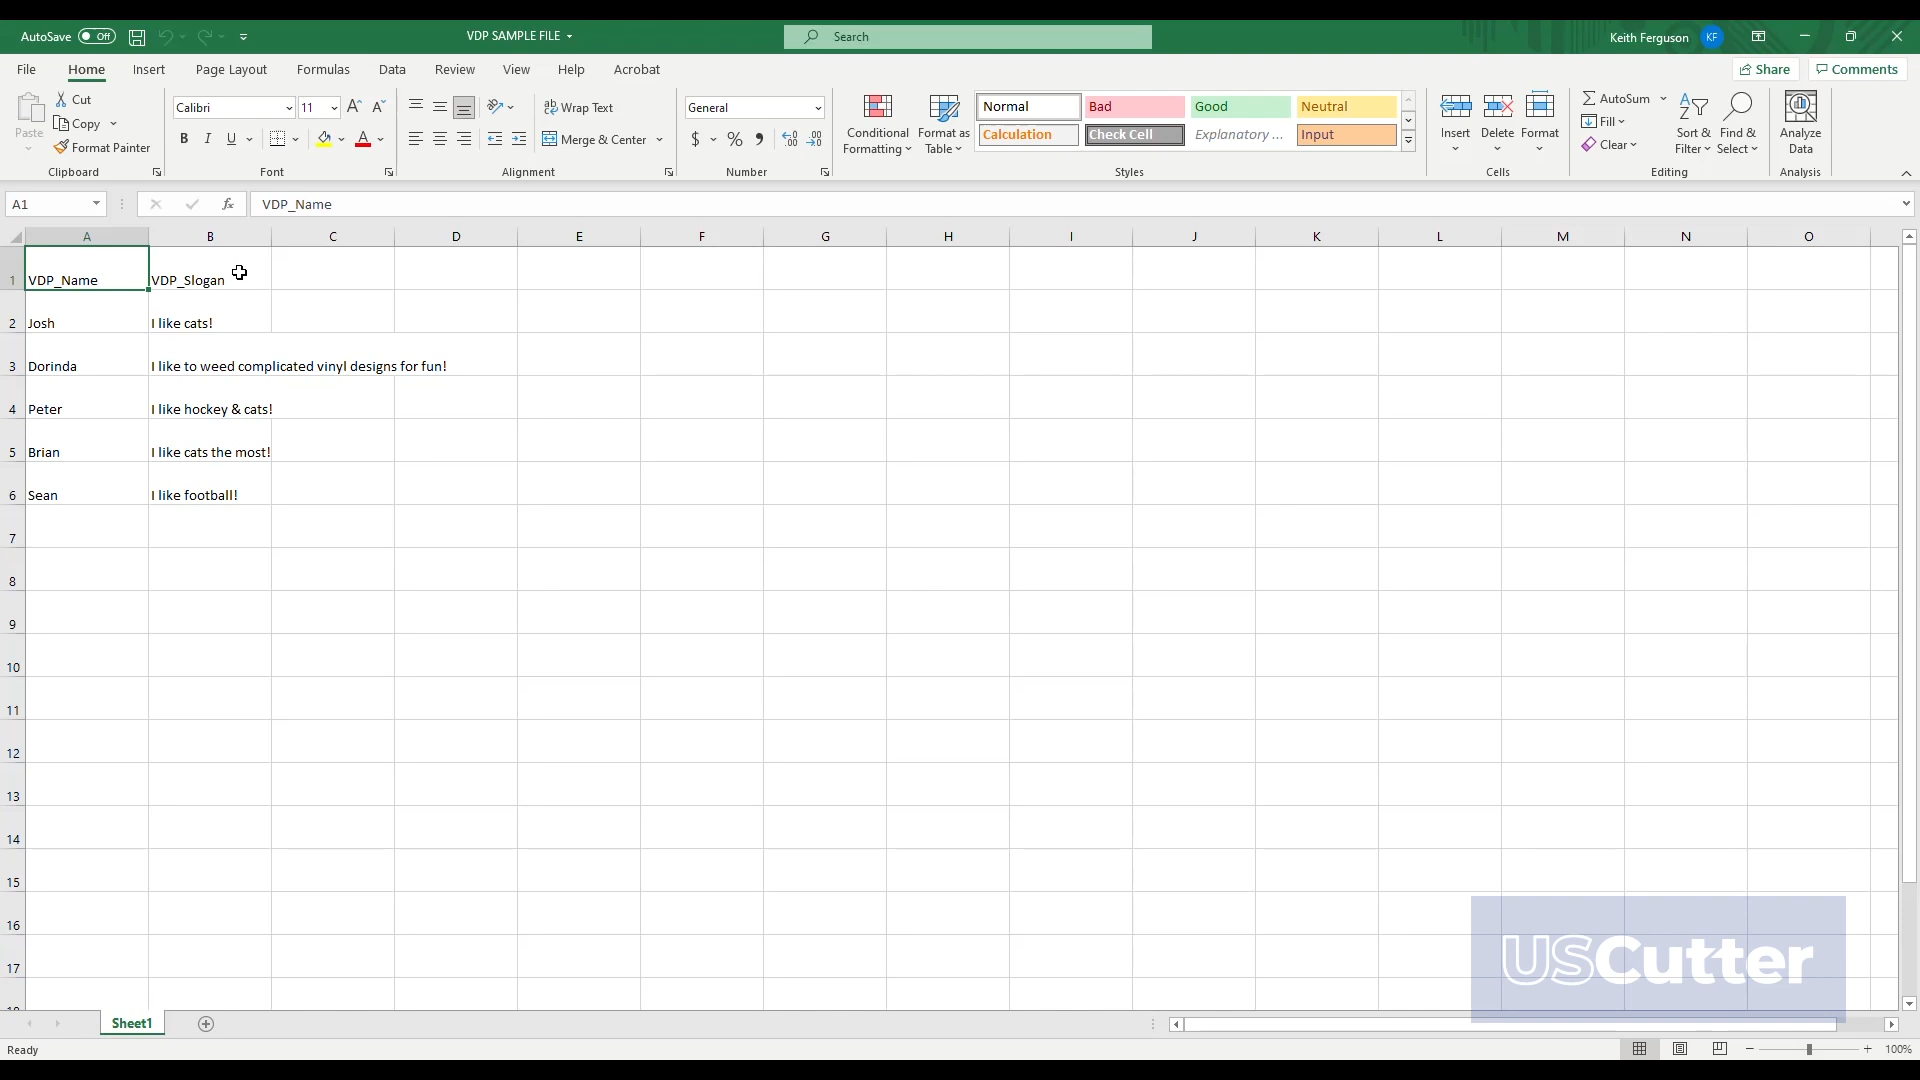 AutoSave Off VDP SAMPLE FILE Search Keith Ferguson KF
File Home Insert Page Layout Formulas Data Review View Help Acrobat Share Comments
Paste
Cut
Copy
Format Painter
Clipboard
Calibri 11
B I U A
Font
Wrap Text
Merge & Center
Alignment
General
$ % 9
Number
Conditional Formatting
Format as Table
Normal Bad Good Neutral
Calculation Check Cell Explanatory ... Input
Styles
Insert Delete Format
Cells
AutoSum
Fill
Clear
Sort & Filter
Find & Select
Editing
Analyze Data
Analysis
A1 fx VDP_Name
A B C D E F G H I J K L M N O
1 VDP_Name VDP_Slogan
2 Josh I like cats!
3 Dorinda I like to weed complicated vinyl designs for fun!
4 Peter I like hockey & cats!
5 Brian I like cats the most!
6 Sean I like football!
7
8
9
10
11
12
13
14
15
16
17
USCutter
Sheet1
Ready 100%